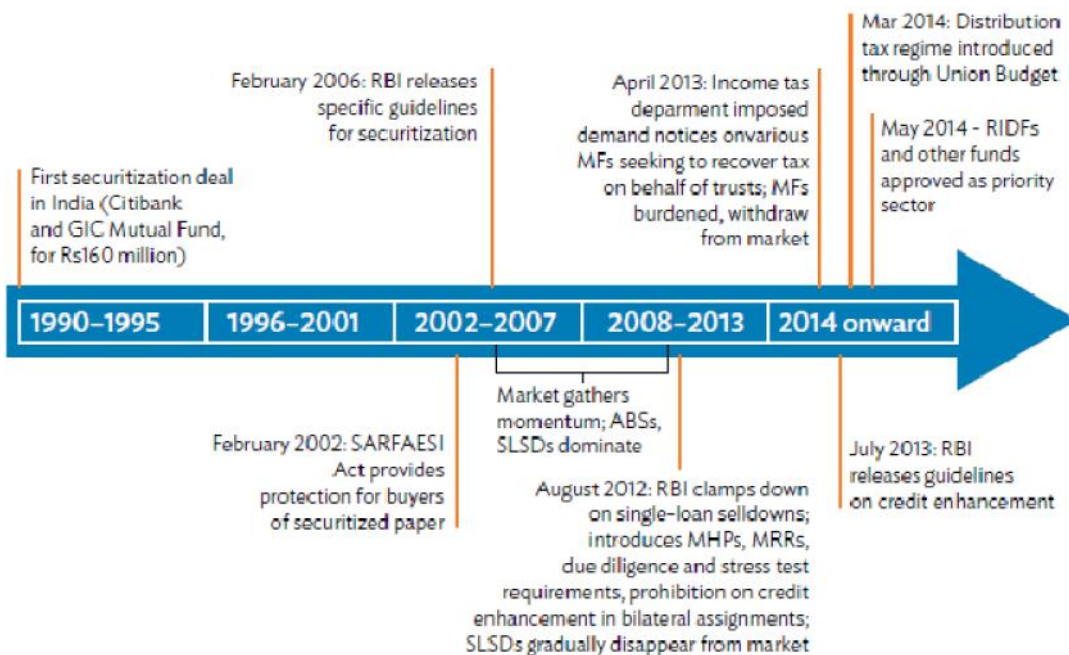 Mar 2014: Distribution
tax regime introduced
through Union Budget
February 2006: RBI releases
specific guidelines
for securitization
April 2013: Income tas
deparment imposed
demand notices onvarious
MFs seeking to recover tax
on behalf of trusts; MFs
burdened, withdraw
from market
May 2014 - RIDFs
and other funds
approved as priority
sector
First securitization deal
in India (Citibank
and GIC Mutual Fund,
for Rs160 million)
1990–1995
1996–2001
2002–2007
2008–2013
2014 onward
Market gathers
momentum; ABSs,
SLSDs dominate
February 2002: SARFAESI
Act provides
protection for buyers
of securitized paper
July 2013: RBI
releases guidelines
on credit enhancement
August 2012: RBI clamps down
on single-loan selldowns;
introduces MHPs, MRRs,
due diligence and stress test
requirements, prohibition on credit
enhancement in bilateral assignments;
SLSDs gradually disappear from market